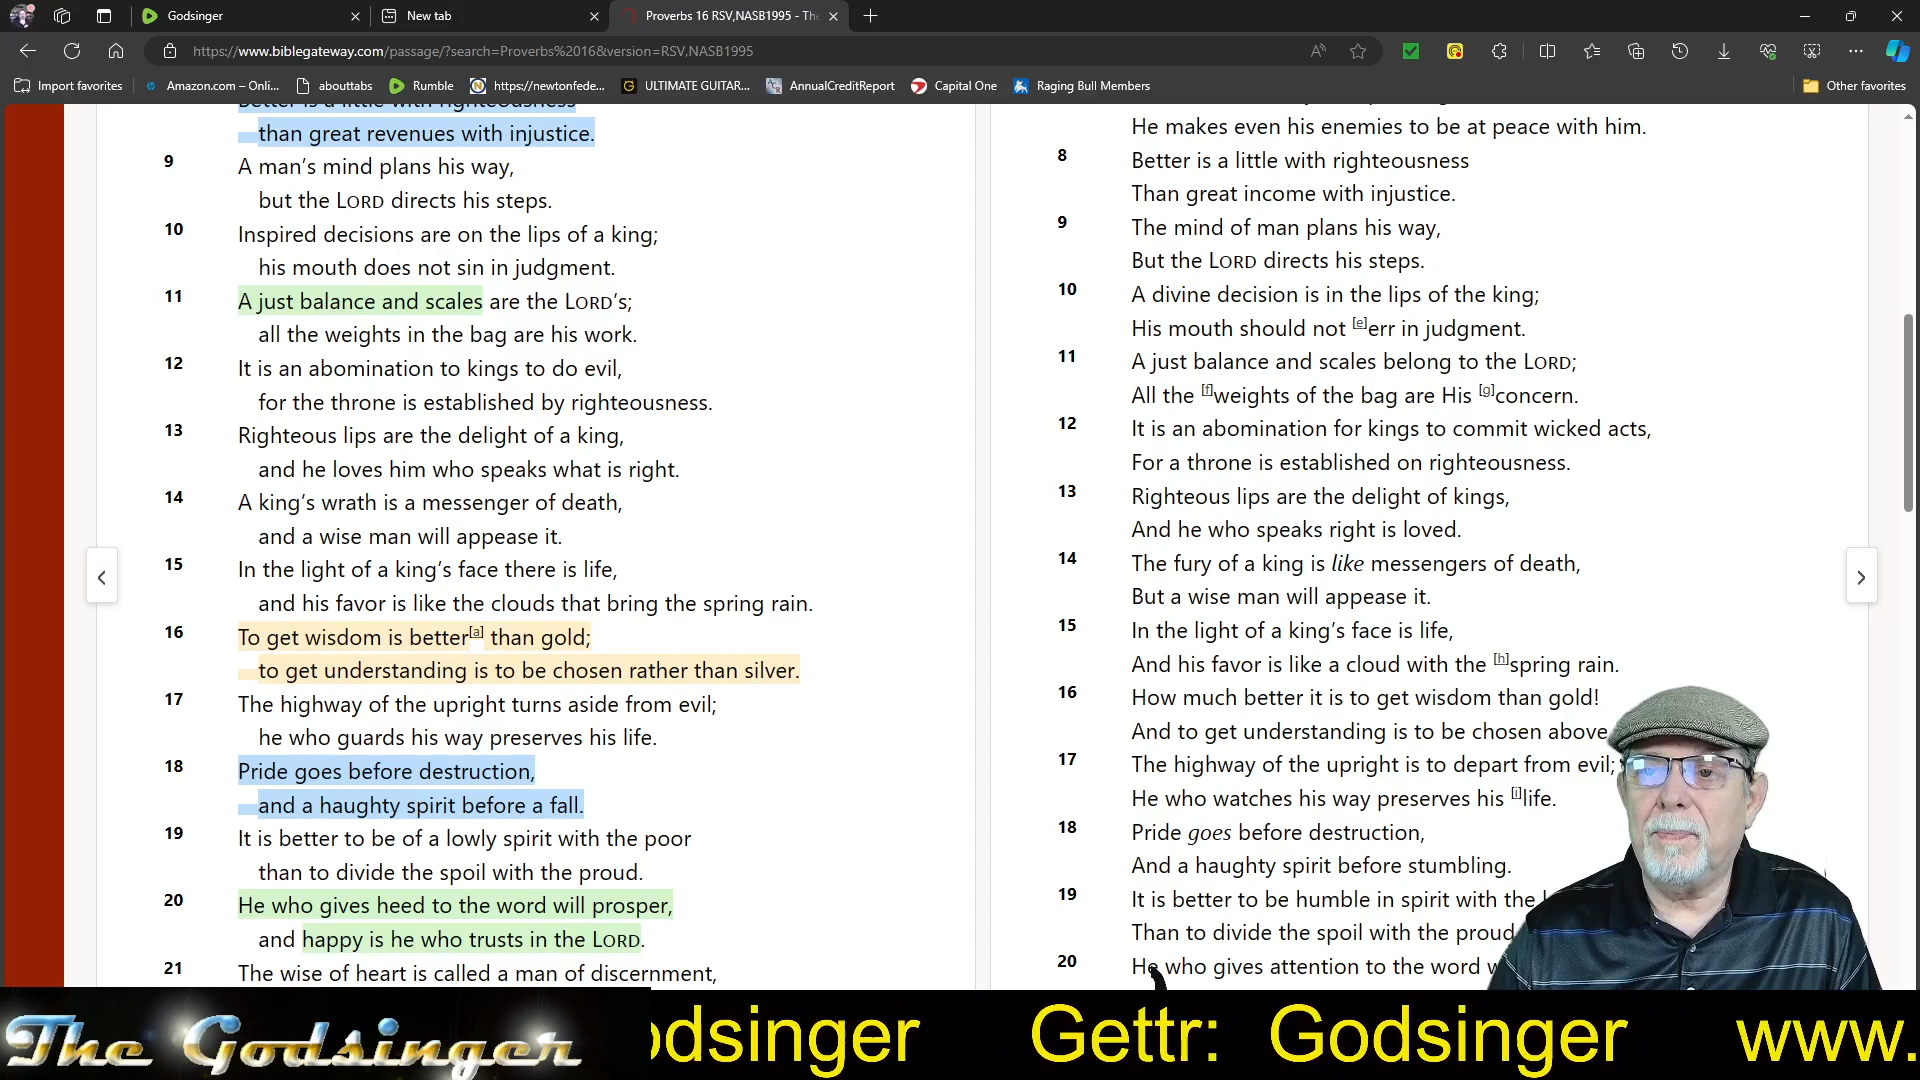 Godsinger
New tab
Proverbs 16 RSV,NASB1995 - The
https://www.biblegateway.com/passage/?search=Proverbs%2016&version=RSV,NASB1995
Import favorites
Amazon.com – Onli...
abouttabs
Rumble
https://newtonfede...
ULTIMATE GUITAR...
AnnualCreditReport
Capital One
Raging Bull Members
Other favorites
Better is a little with righteousness
than great revenues with injustice.
9 A man's mind plans his way,
but the LORD directs his steps.
10 Inspired decisions are on the lips of a king;
his mouth does not sin in judgment.
11 A just balance and scales are the LORD's;
all the weights in the bag are his work.
12 It is an abomination to kings to do evil,
for the throne is established by righteousness.
13 Righteous lips are the delight of a king,
and he loves him who speaks what is right.
14 A king's wrath is a messenger of death,
and a wise man will appease it.
15 In the light of a king's face there is life,
and his favor is like the clouds that bring the spring rain.
16 To get wisdom is better[a] than gold;
to get understanding is to be chosen rather than silver.
17 The highway of the upright turns aside from evil;
he who guards his way preserves his life.
18 Pride goes before destruction,
and a haughty spirit before a fall.
19 It is better to be of a lowly spirit with the poor
than to divide the spoil with the proud.
20 He who gives heed to the word will prosper,
and happy is he who trusts in the LORD.
21 The wise of heart is called a man of discernment,
He makes even his enemies to be at peace with him.
8 Better is a little with righteousness
Than great income with injustice.
9 The mind of man plans his way,
But the LORD directs his steps.
10 A divine decision is in the lips of the king;
His mouth should not [e]err in judgment.
11 A just balance and scales belong to the LORD;
All the [f]weights of the bag are His [g]concern.
12 It is an abomination for kings to commit wicked acts,
For a throne is established on righteousness.
13 Righteous lips are the delight of kings,
And he who speaks right is loved.
14 The fury of a king is like messengers of death,
But a wise man will appease it.
15 In the light of a king's face is life,
And his favor is like a cloud with the [h]spring rain.
16 How much better it is to get wisdom than gold!
And to get understanding is to be chosen above
17 The highway of the upright is to depart from evil;
He who watches his way preserves his [i]life.
18 Pride goes before destruction,
And a haughty spirit before stumbling.
19 It is better to be humble in spirit with the
Than to divide the spoil with the proud
20 He who gives attention to the word
The Godsinger
odsinger Gettr: Godsinger www.